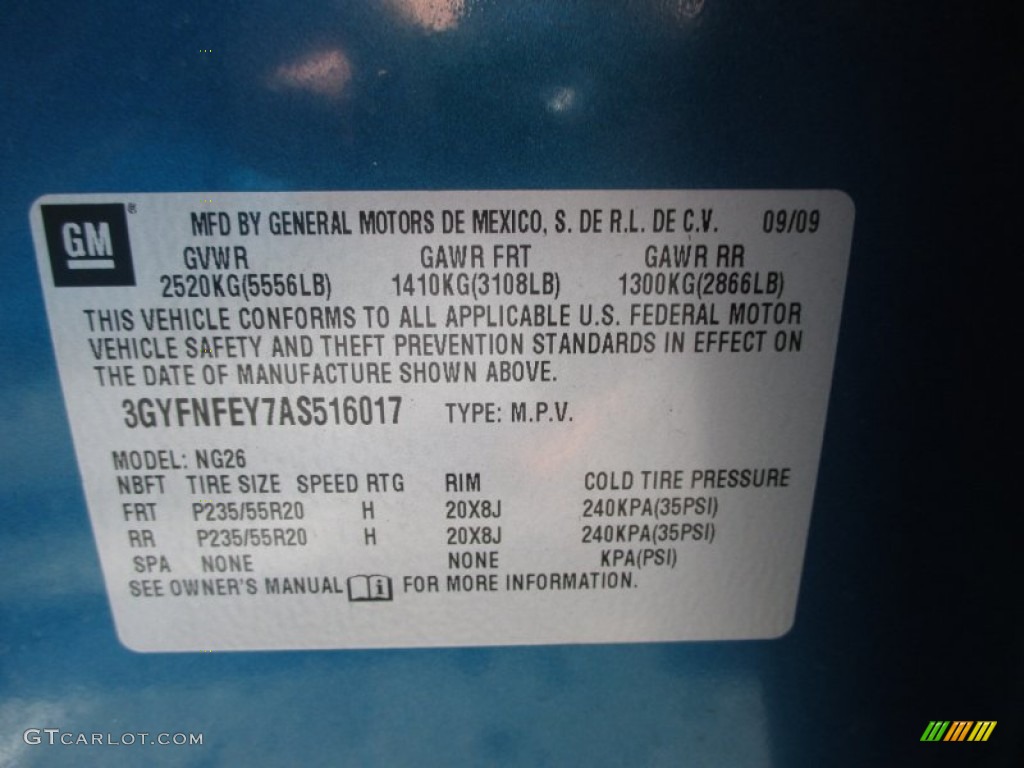 GM ® MFD BY GENERAL MOTORS DE MEXICO, S. DE R.L. DE C.V. 09/09
GVWR GAWR FRT GAWR RR
2520KG(5556LB) 1410KG(3108LB) 1300KG(2866LB)
THIS VEHICLE CONFORMS TO ALL APPLICABLE U.S. FEDERAL MOTOR
VEHICLE SAFETY AND THEFT PREVENTION STANDARDS IN EFFECT ON
THE DATE OF MANUFACTURE SHOWN ABOVE.
3GYFNFEY7AS516017 TYPE: M.P.V.
MODEL: NG26
NBFT TIRE SIZE SPEED RTG RIM COLD TIRE PRESSURE
FRT P235/55R20 H 20X8J 240KPA(35PSI)
RR P235/55R20 H 20X8J 240KPA(35PSI)
SPA NONE NONE KPA(PSI)
SEE OWNER'S MANUAL i FOR MORE INFORMATION.
GTCARLOT.COM